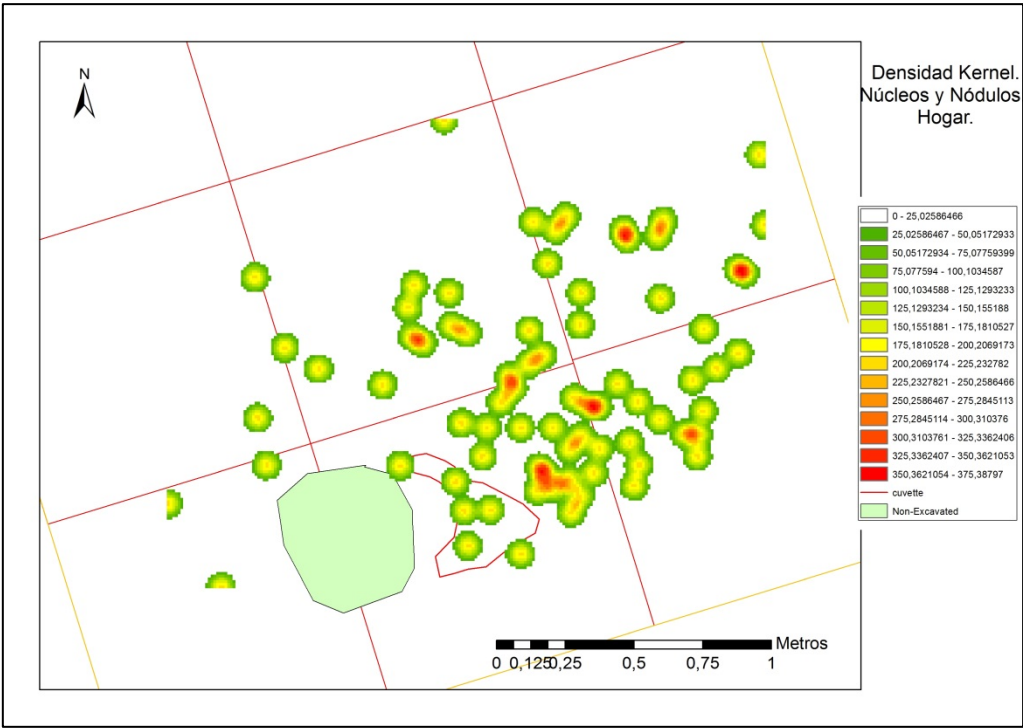 N
Densidad Kernel.
Núcleos y Nódulos
Hogar.
0 - 25,02586466
25,02586467 - 50,05172933
50,05172934 - 75,07759399
75,077594 - 100,1034587
100,1034588 - 125,1293233
125,1293234 - 150,155188
150,1551881 - 175,1810527
175,1810528 - 200,2069173
200,2069174 - 225,232782
225,2327821 - 250,2586466
250,2586467 - 275,2845113
275,2845114 - 300,310376
300,3103761 - 325,3362406
325,3362407 - 350,3621053
350,3621054 - 375,38797
cuvette
Non-Excavated
Metros
0 0,125 0,25 0,5 0,75 1